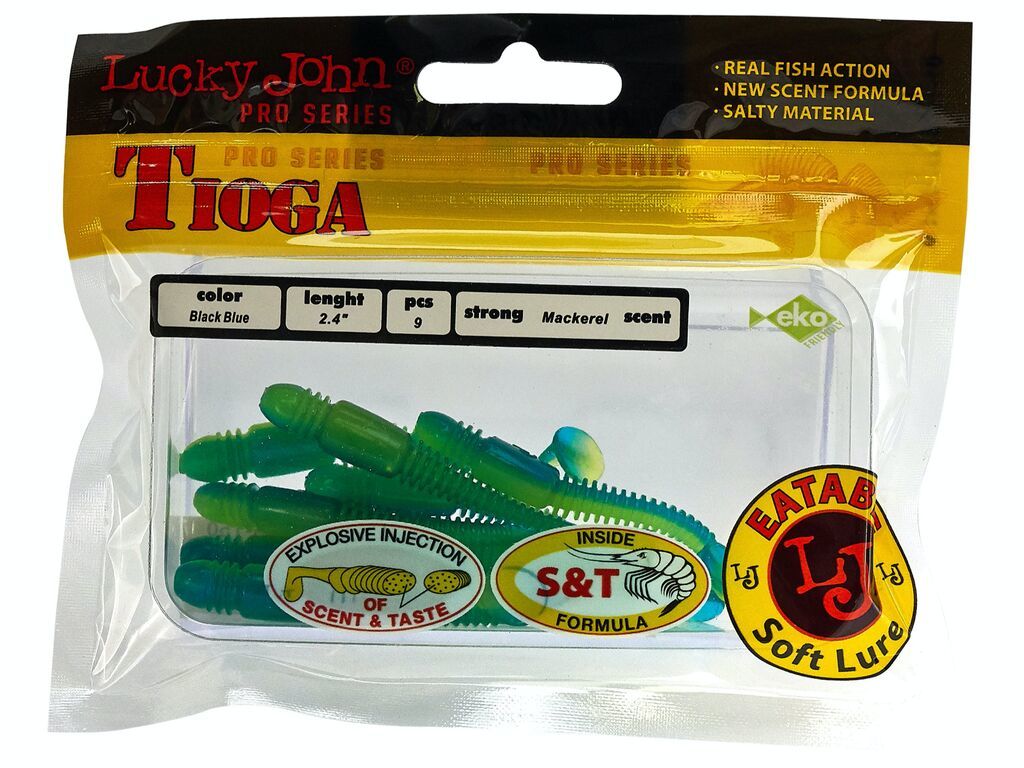 Lucky John®
PRO SERIES
· REAL FISH ACTION
· NEW SCENT FORMULA
· SALTY MATERIAL
PRO SERIES
PRO SERIES
TIOGA
color
Black Blue
lenght
2.4"
pcs
9
strong Mackerel scent
eko
FRIENDLY
EXPLOSIVE INJECTION
OF
SCENT & TASTE
INSIDE
S&T
FORMULA
EATAB
LJ
LJ
LJ
Soft Lure